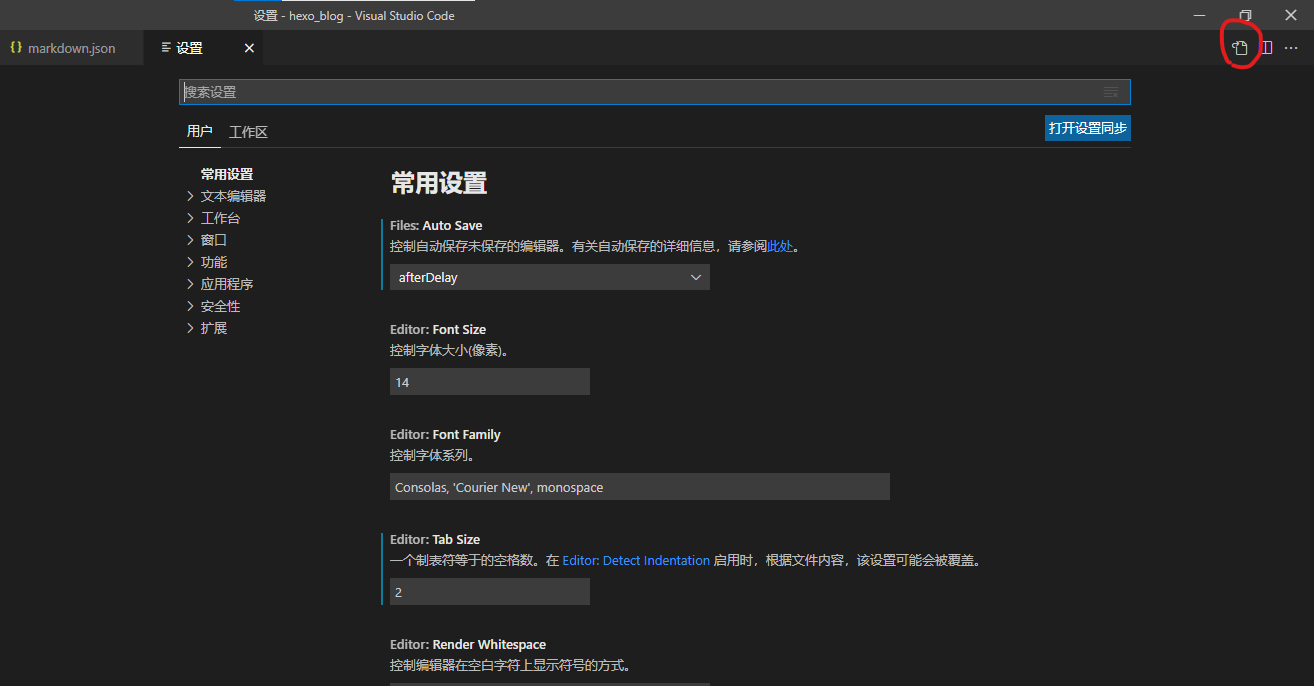 设置 - hexo_blog - Visual Studio Code
{} markdown.json
设置
搜索设置
用户 工作区
打开设置同步
常用设置
文本编辑器
工作台
窗口
功能
应用程序
安全性
扩展
常用设置
Files: Auto Save
控制自动保存未保存的编辑器。有关自动保存的详细信息，请参阅此处。
afterDelay
Editor: Font Size
控制字体大小(像素)。
14
Editor: Font Family
控制字体系列。
Consolas, 'Courier New', monospace
Editor: Tab Size
一个制表符等于的空格数。在 Editor: Detect Indentation 启用时，根据文件内容，该设置可能会被覆盖。
2
Editor: Render Whitespace
控制编辑器在空白字符上显示符号的方式。